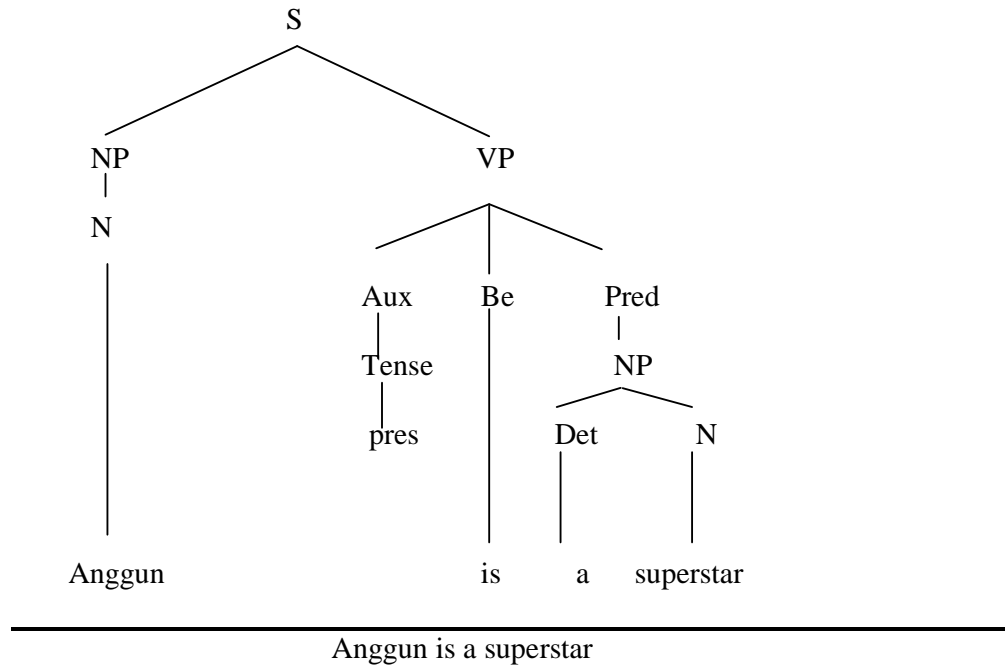 S
NP VP
N
Aux Be Pred
Tense NP
pres Det N
Anggun is a superstar
Anggun is a superstar